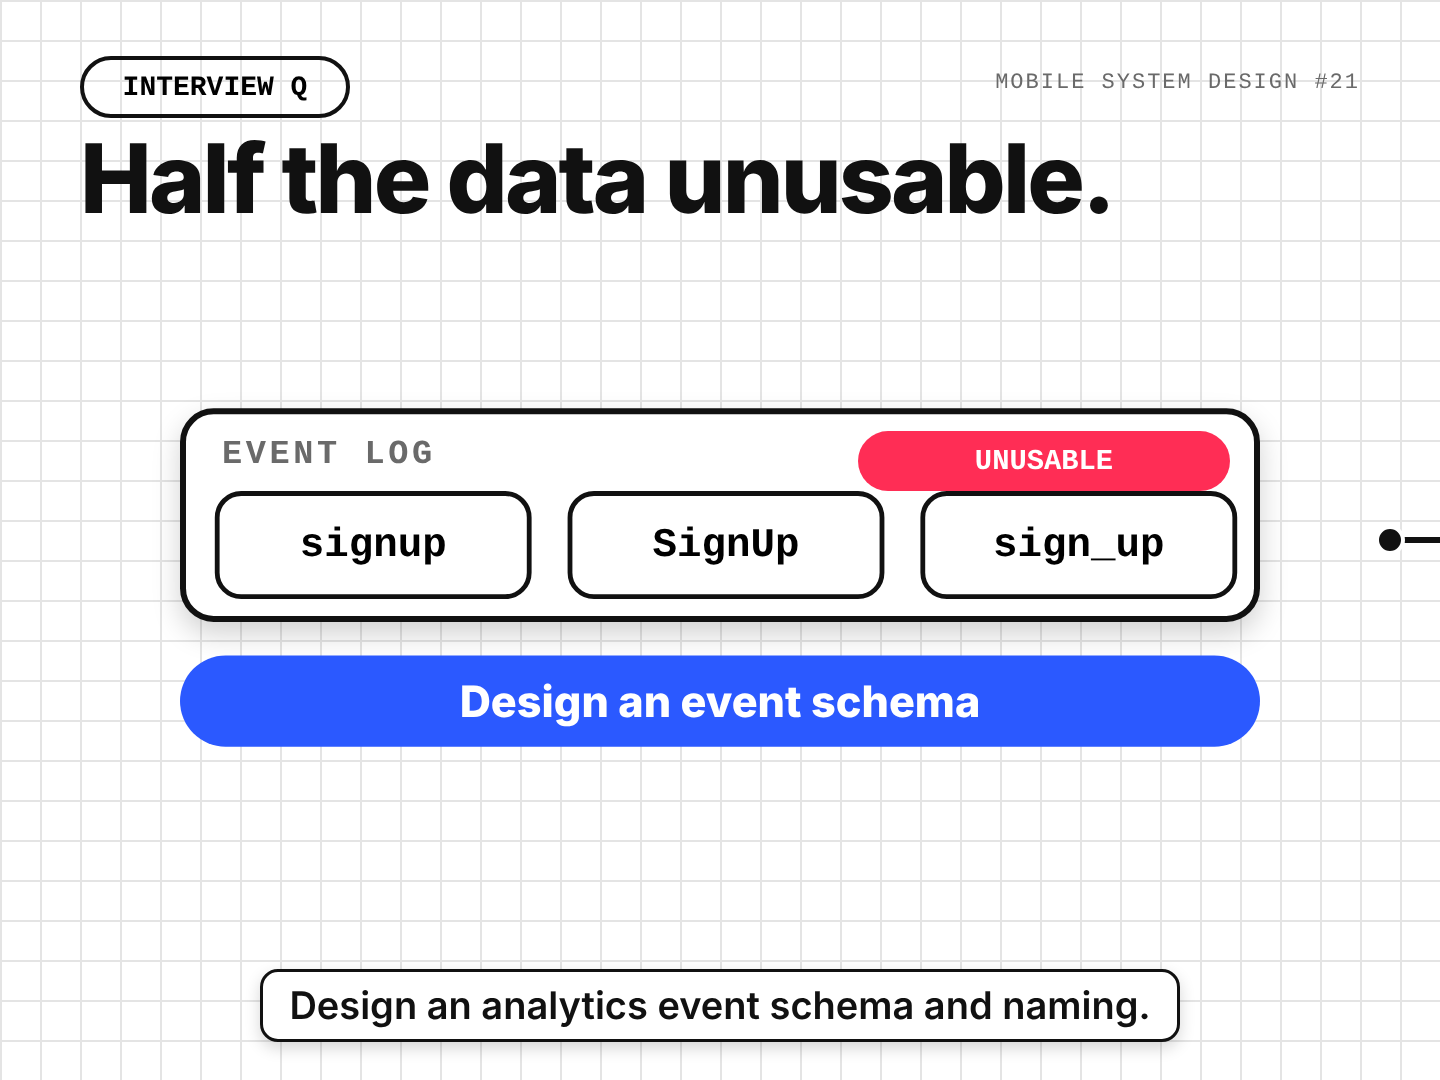 INTERVIEW Q
MOBILE SYSTEM DESIGN #21
Half the data unusable.
EVENT LOG
UNUSABLE
signup
SignUp
sign_up
Design an event schema
Design an analytics event schema and naming.